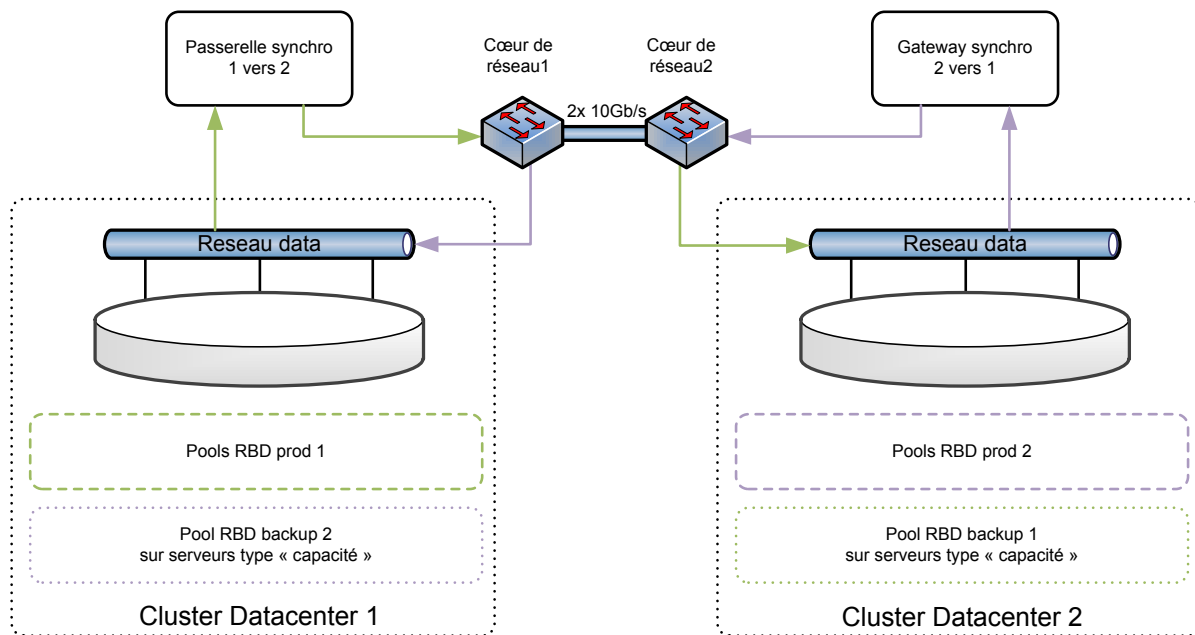 Passerelle synchro
1 vers 2
Cœur de
réseau1
Cœur de
réseau2
Gateway synchro
2 vers 1
2x 10Gb/s
Reseau data
Reseau data
Pools RBD prod 1
Pools RBD prod 2
Pool RBD backup 2
sur serveurs type « capacité »
Pool RBD backup 1
sur serveurs type « capacité »
Cluster Datacenter 1
Cluster Datacenter 2